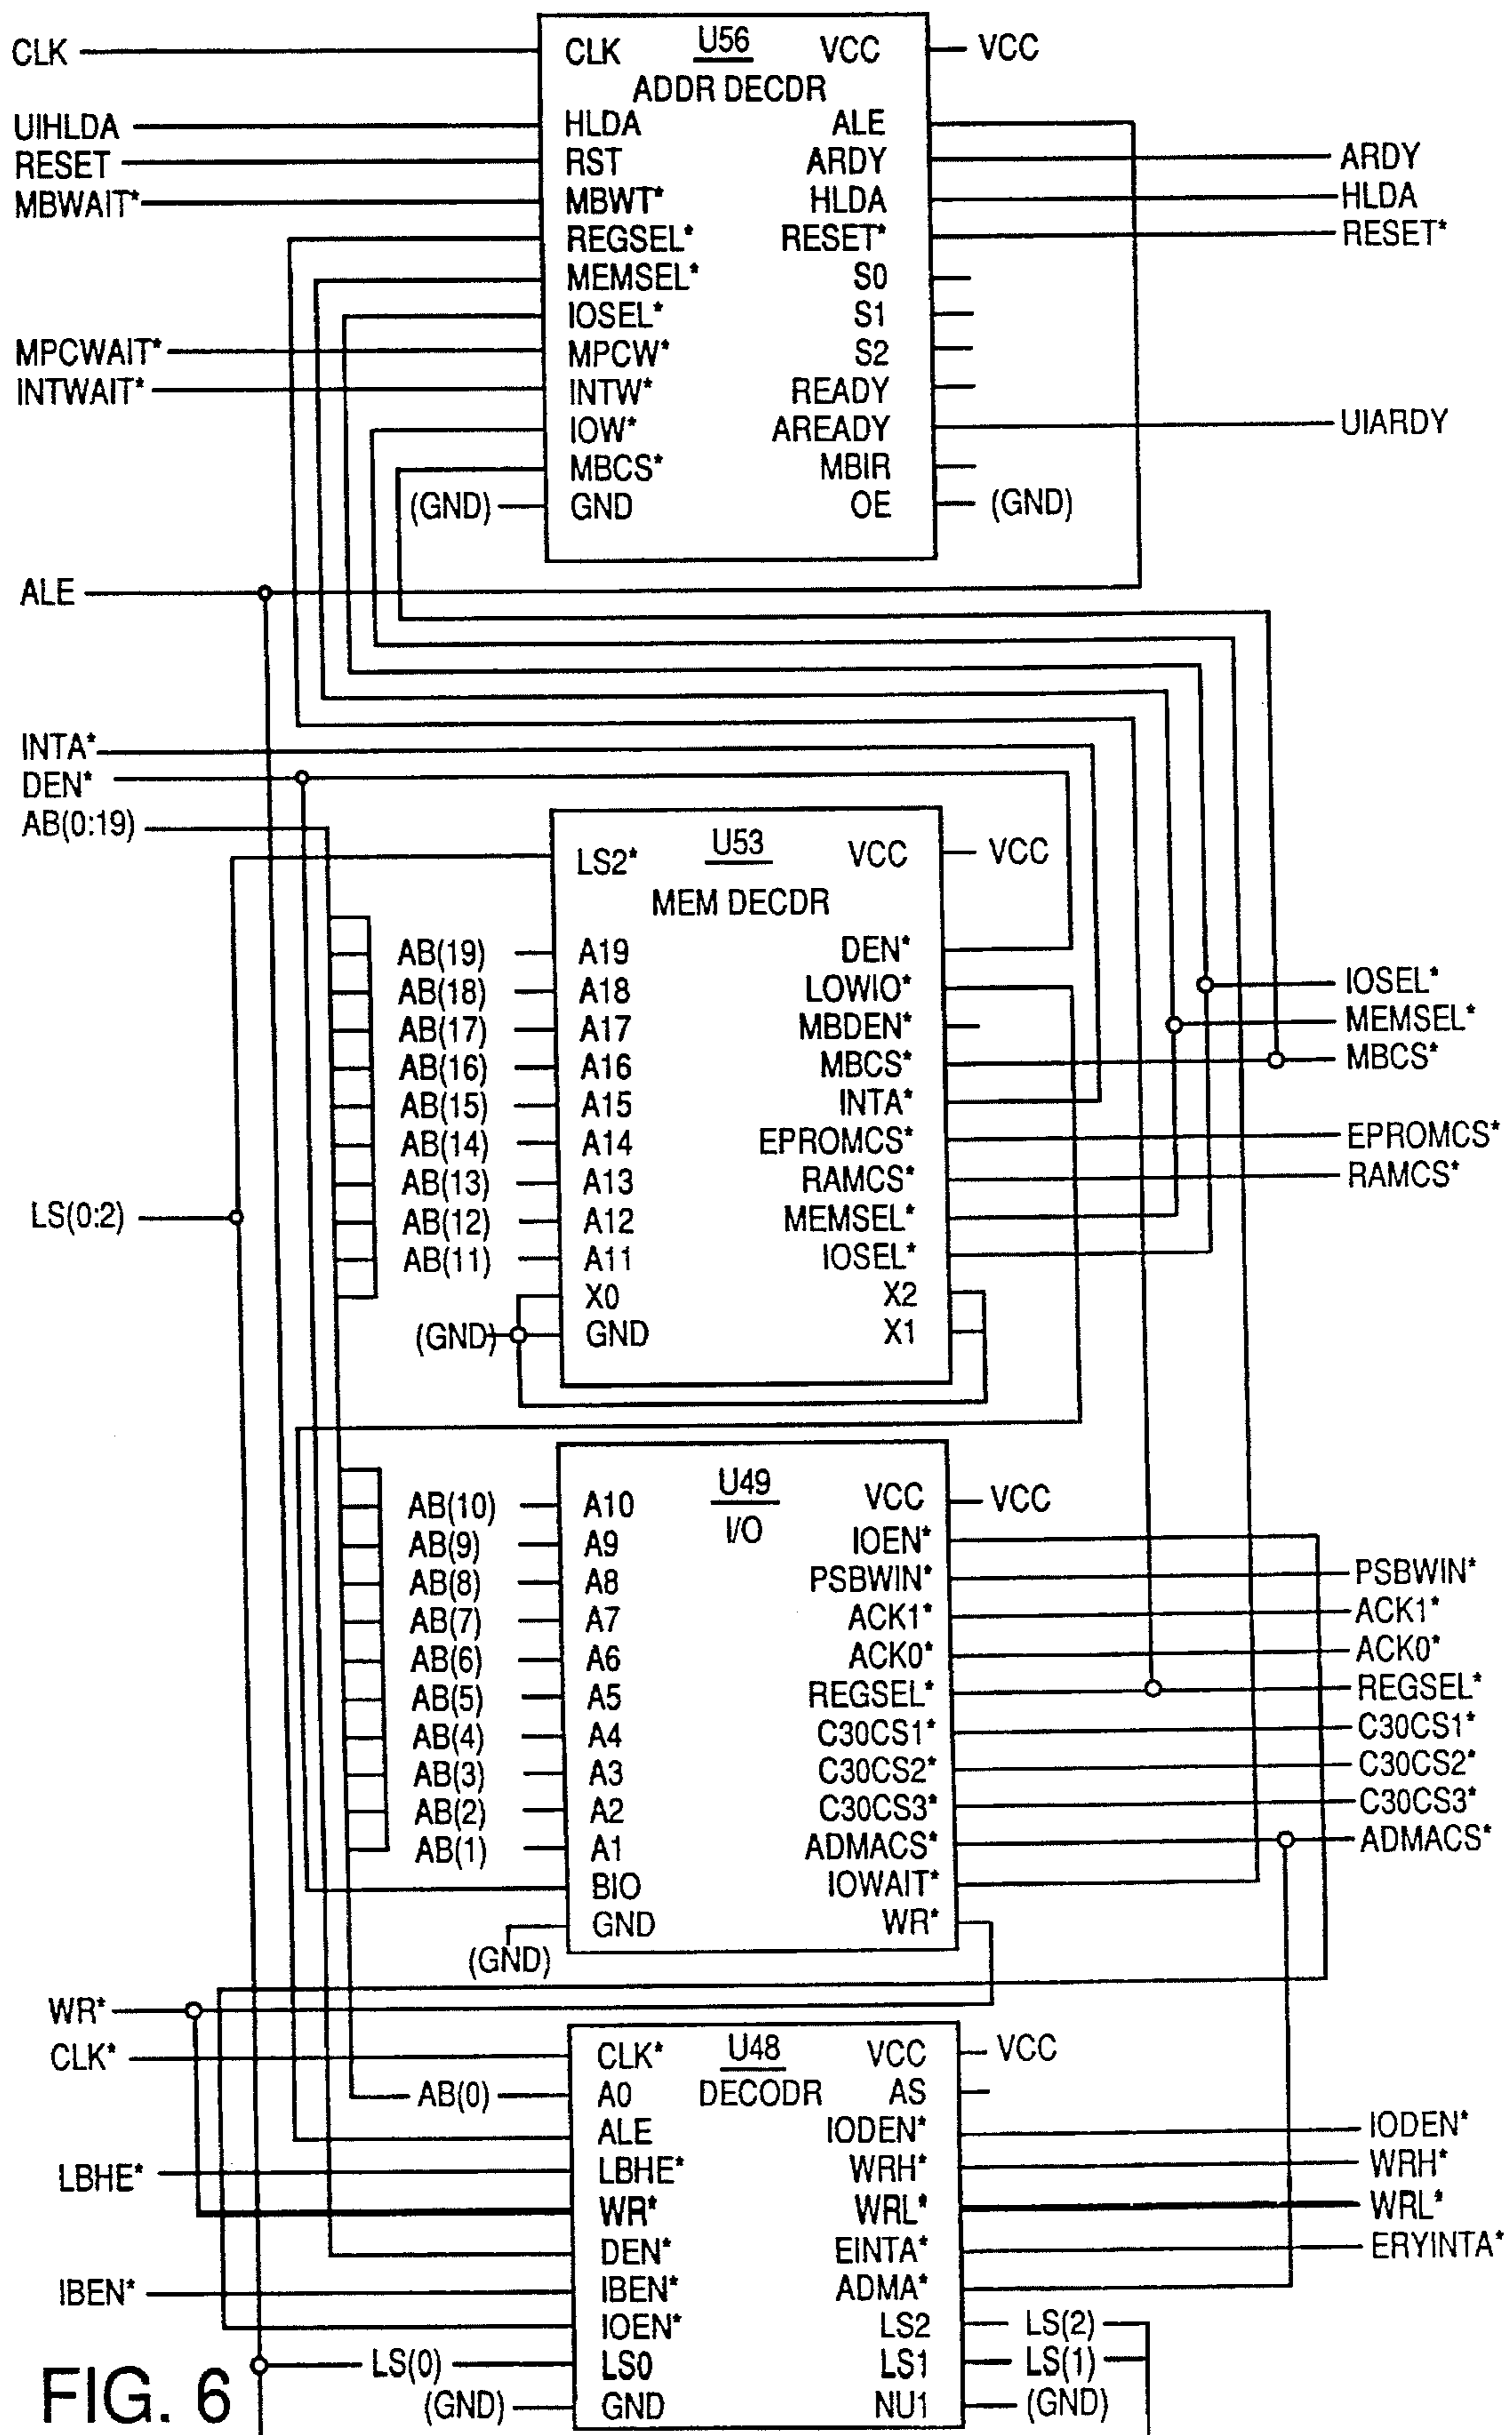 CLK CLK U56 VCC VCC
ADDR DECDR
UIHLDA HLDA ALE
RESET RST ARDY ARDY
MBWAIT* MBWT* HLDA HLDA
REGSEL* RESET* RESET*
MEMSEL* S0
IOSEL* S1
MPCWAIT* MPCW* S2
INTWAIT* INTW* READY
IOW* AREADY UIARDY
MBCS* MBIR
(GND) GND OE (GND)
ALE
INTA*
DEN*
AB(0:19)
LS2* U53 VCC VCC
MEM DECDR
AB(19) A19 DEN*
AB(18) A18 LOWIO* IOSEL*
AB(17) A17 MBDEN* MEMSEL*
AB(16) A16 MBCS* MBCS*
AB(15) A15 INTA*
AB(14) A14 EPROMCS* EPROMCS*
AB(13) A13 RAMCS* RAMCS*
LS(0:2) AB(12) A12 MEMSEL*
AB(11) A11 IOSEL*
X0 X2
(GND) GND X1
AB(10) A10 U49 VCC VCC
AB(9) A9 I/O IOEN*
AB(8) A8 PSBWIN* PSBWIN*
AB(7) A7 ACK1* ACK1*
AB(6) A6 ACK0* ACK0*
AB(5) A5 REGSEL* REGSEL*
AB(4) A4 C30CS1* C30CS1*
AB(3) A3 C30CS2* C30CS2*
AB(2) A2 C30CS3* C30CS3*
AB(1) A1 ADMACS* ADMACS*
BIO IOWAIT*
GND WR*
(GND)
WR*
CLK* CLK* U48 VCC VCC
AB(0) A0 DECODR AS
ALE IODEN* IODEN*
LBHE* LBHE* WRH* WRH*
WR* WRL* WRL*
DEN* EINTA* ERYINTA*
IBEN* IBEN* ADMA*
IOEN* LS2 LS(2)
LS(0) LS0 LS1 LS(1)
(GND) GND NU1 (GND)
FIG. 6